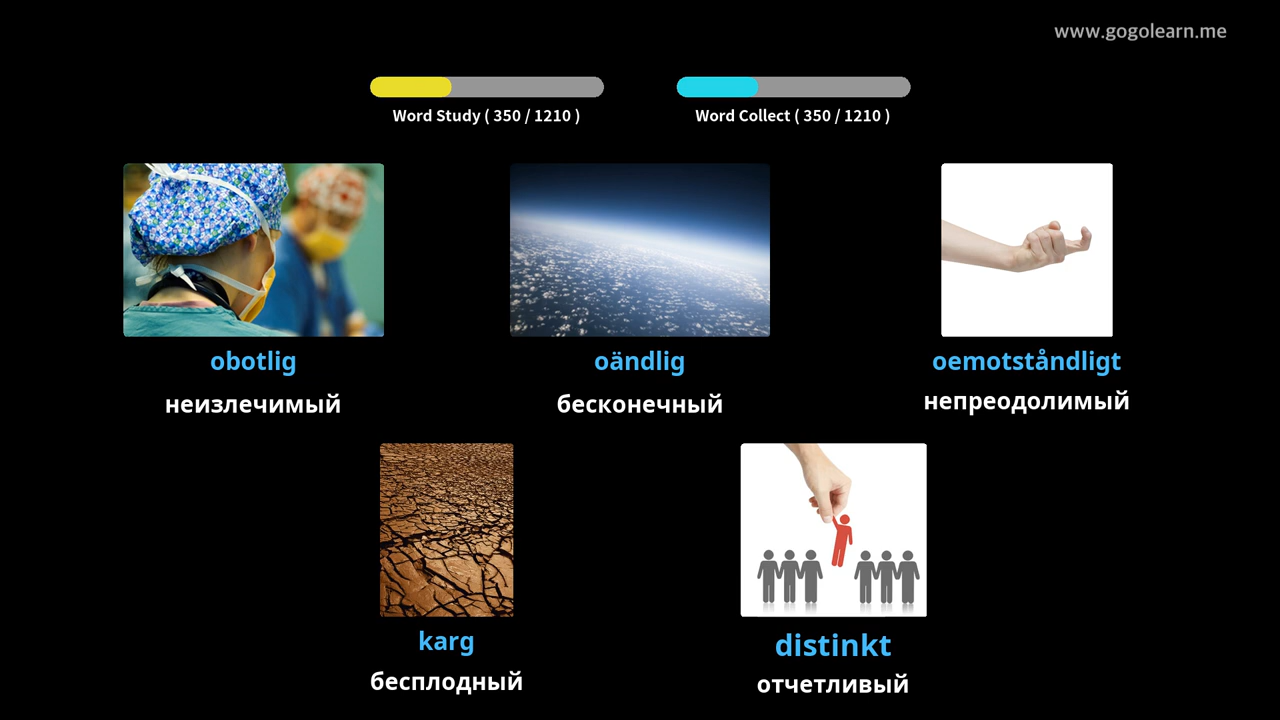 www.gogolearn.me
Word Study ( 350 / 1210 )
Word Collect ( 350 / 1210 )
obotlig
неизлечимый
oändlig
бесконечный
oemotståndligt
непреодолимый
karg
бесплодный
distinkt
отчетливый